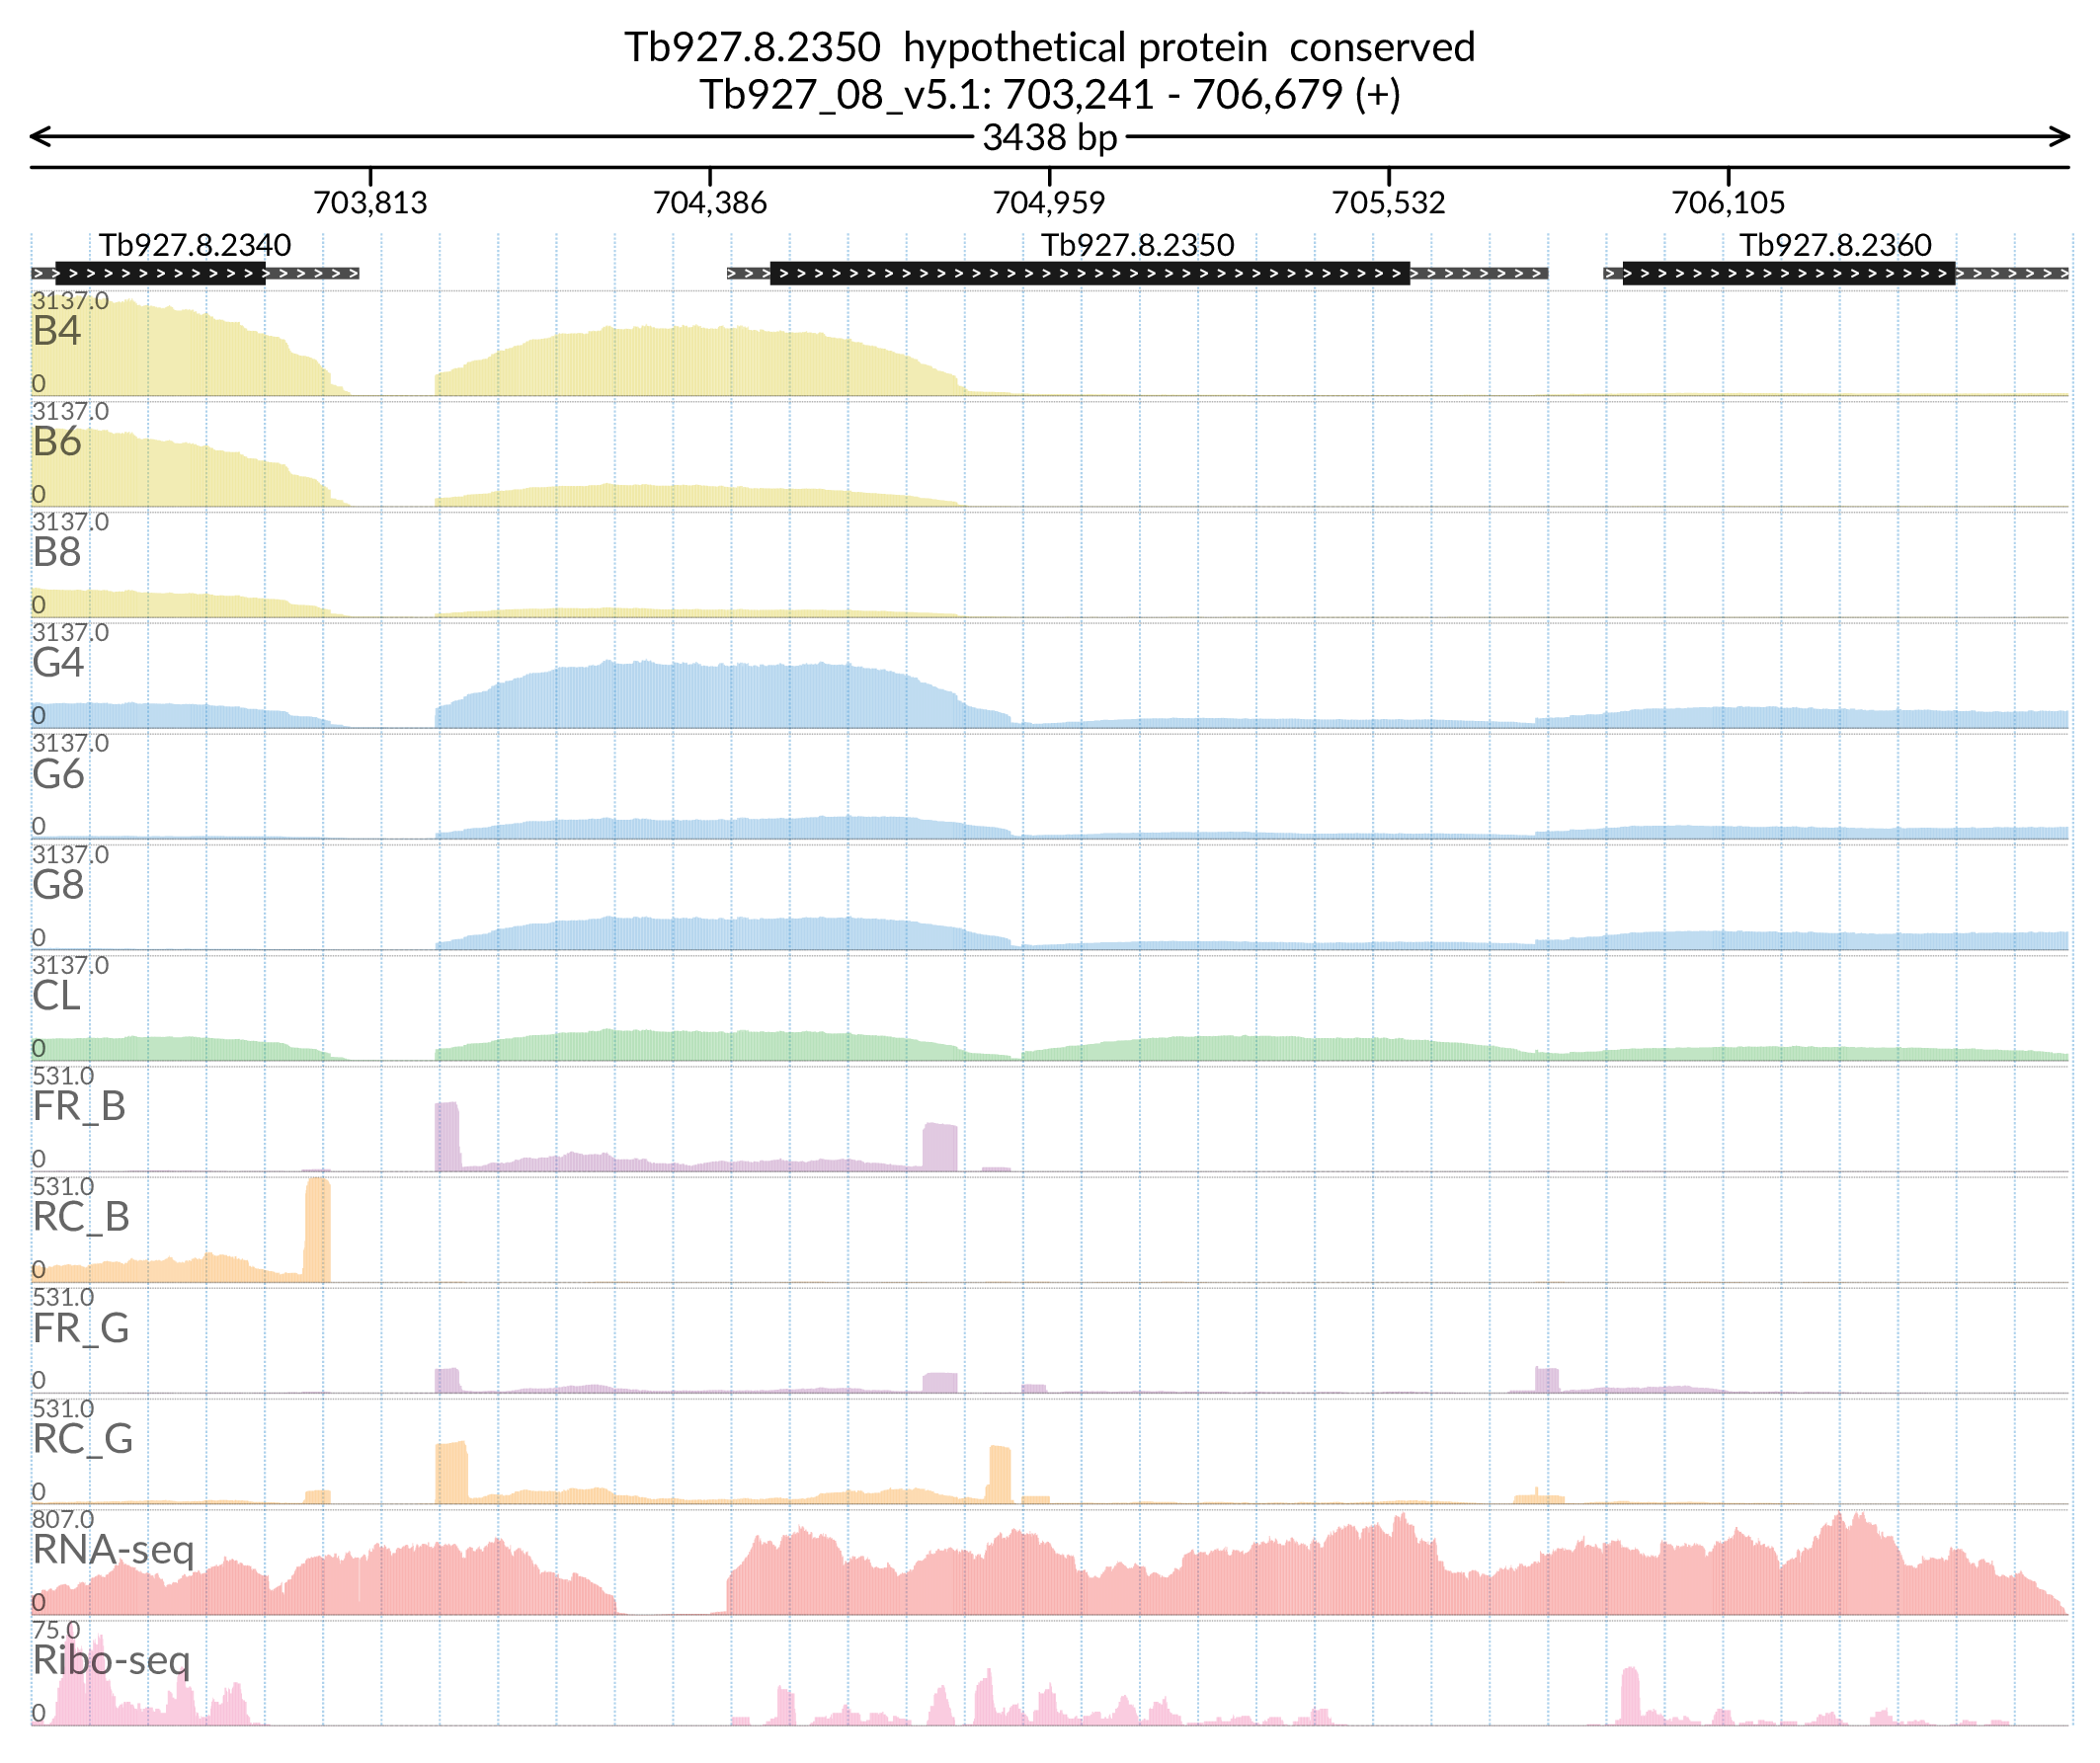 Tb927.8.2350  hypothetical protein  conserved
Tb927_08_v5.1: 703,241 - 706,679 (+)
3438 bp
703,813 704,386 704,959 705,532 706,105
Tb927.8.2340 Tb927.8.2350 Tb927.8.2360
3137.0
B4
0
3137.0
B6
0
3137.0
B8
0
3137.0
G4
0
3137.0
G6
0
3137.0
G8
0
3137.0
CL
0
531.0
FR_B
0
531.0
RC_B
0
531.0
FR_G
0
531.0
RC_G
0
807.0
RNA-seq
0
75.0
Ribo-seq
0